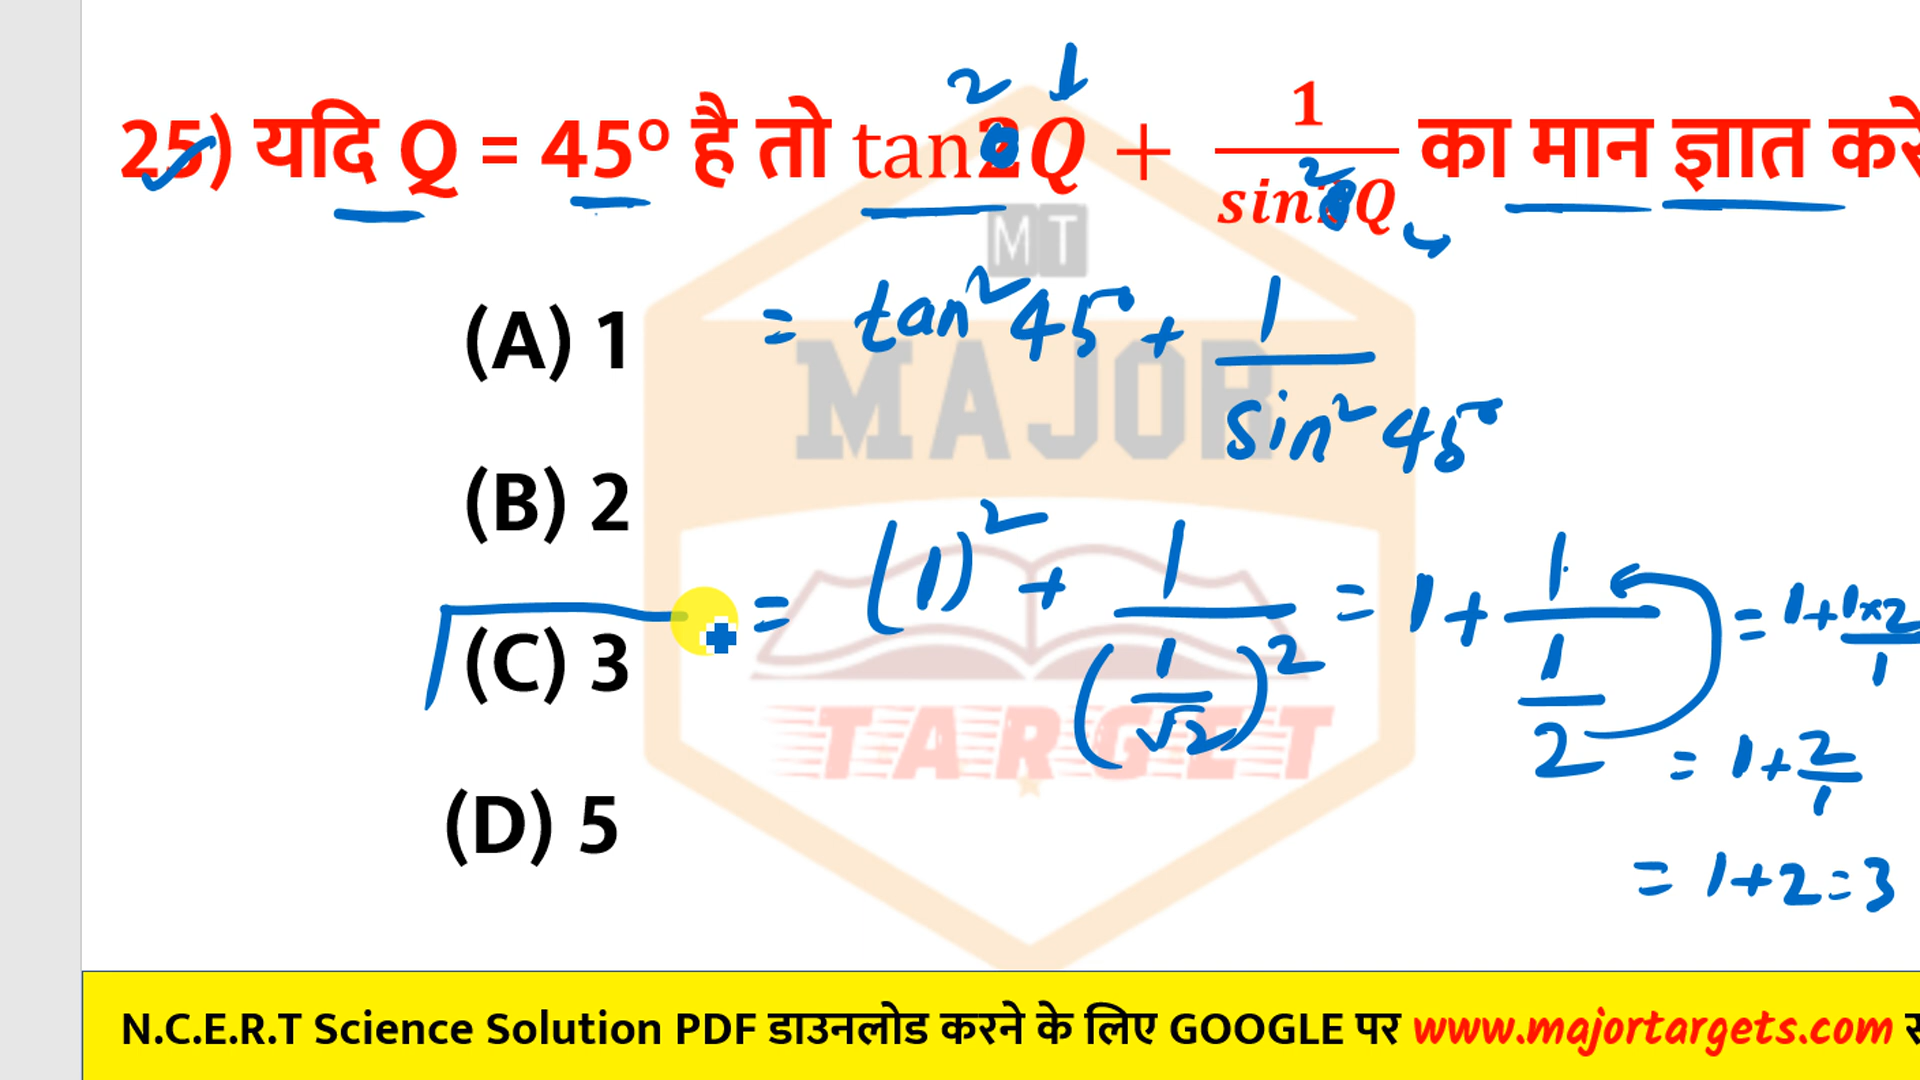 25) यदि Q = 45° है तो tan²Q + 1/sin²Q का मान ज्ञात करे
MT
(A) 1
= tan²45° + 1/sin²45°
MAJOR
(B) 2
(C) 3
= (1)² + 1/(1/√2)² = 1 + 1/(1/2) = 1 + 1×2/1
TARGET
= 1 + 2/1
(D) 5
= 1+2=3
N.C.E.R.T Science Solution PDF डाउनलोड करने के लिए GOOGLE पर www.majortargets.com